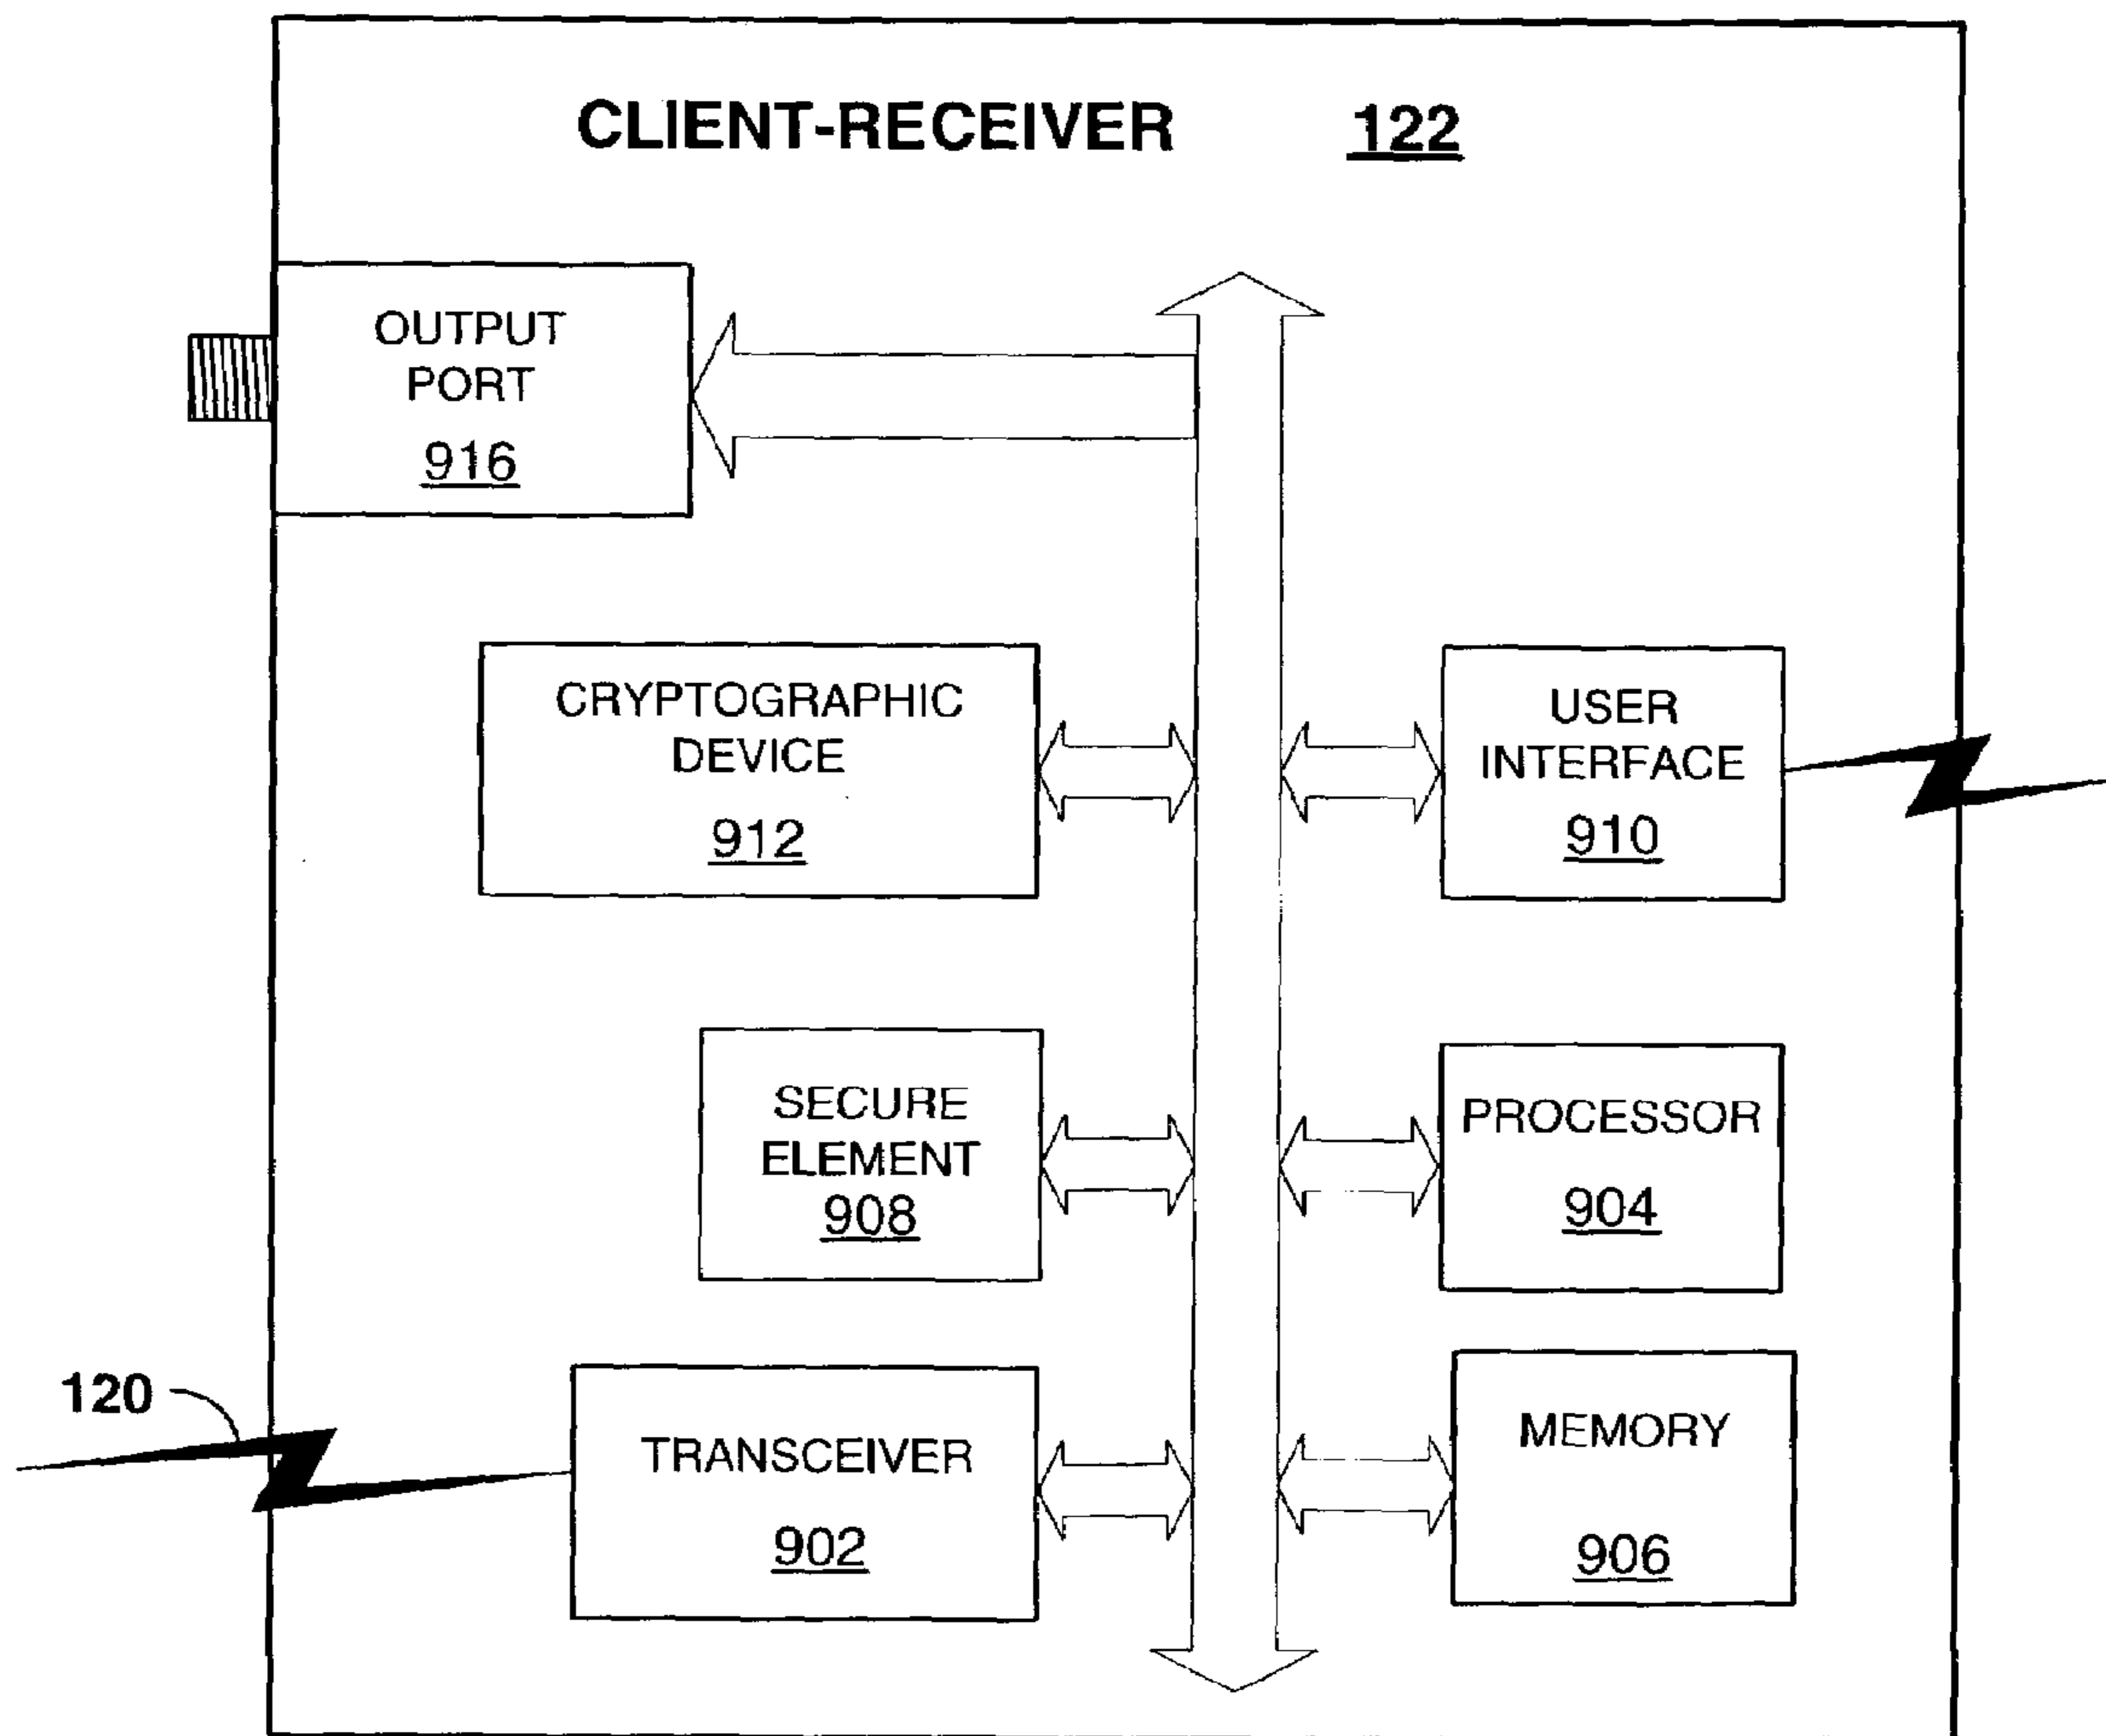 CLIENT-RECEIVER 122
OUTPUT
PORT
916
CRYPTOGRAPHIC
DEVICE
912
USER
INTERFACE
910
SECURE
ELEMENT
908
PROCESSOR
904
120
TRANSCEIVER
902
MEMORY
906